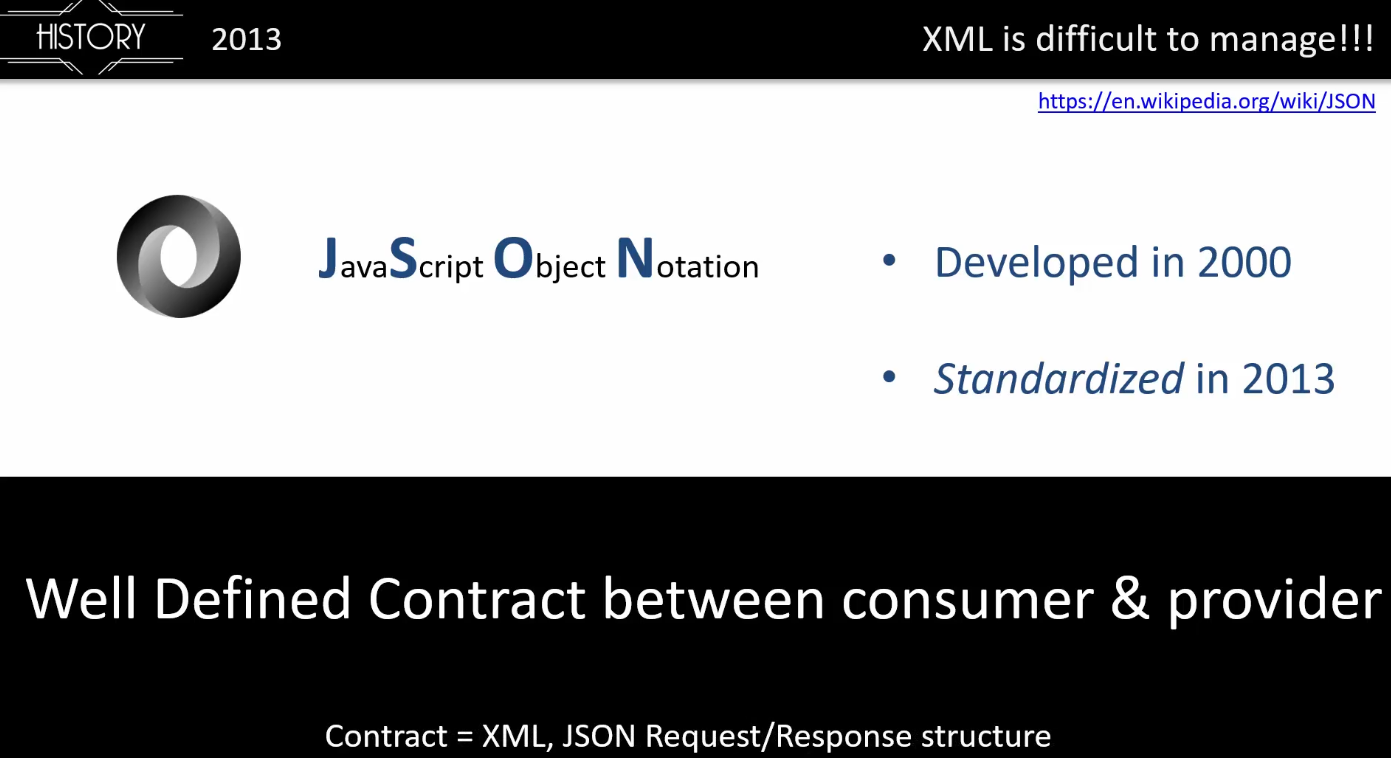 HISTORY 2013 XML is difficult to manage!!!
https://en.wikipedia.org/wiki/JSON
JavaScript Object Notation
• Developed in 2000
• Standardized in 2013
Well Defined Contract between consumer & provider
Contract = XML, JSON Request/Response structure